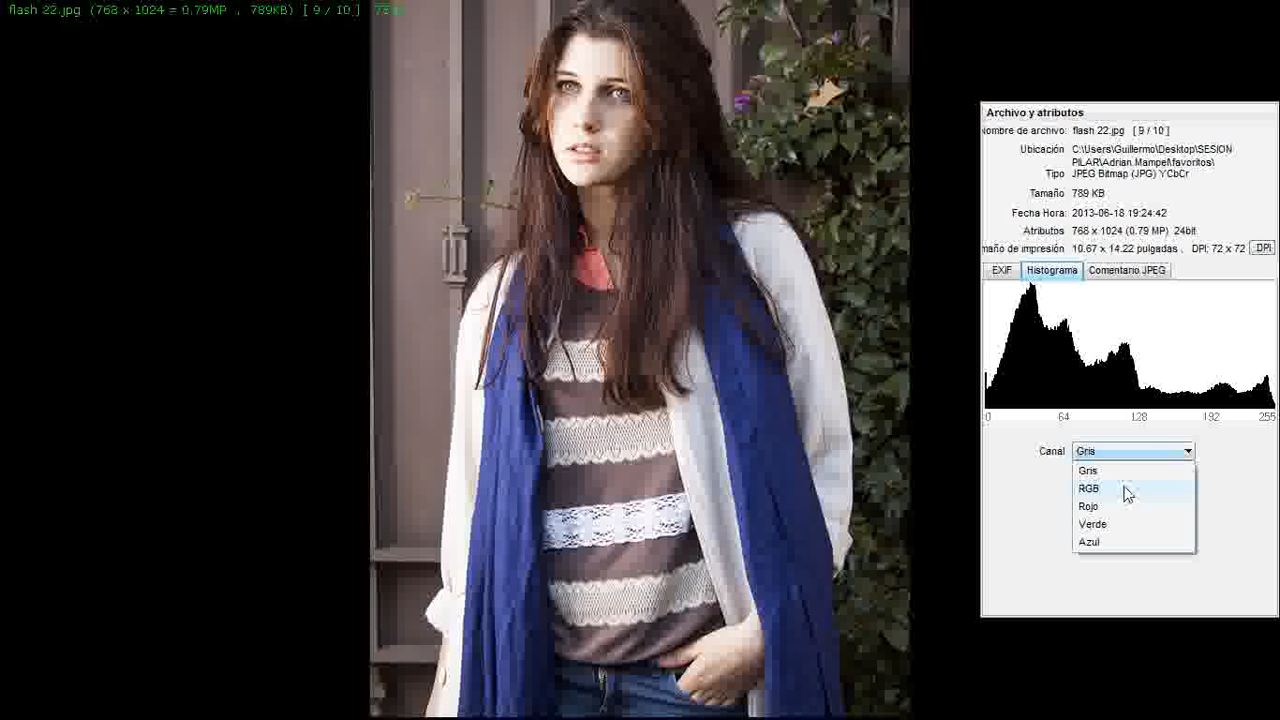 flash 22.jpg (768 x 1024 = 0.79MP , 789KB) [ 9 / 10 ]
Archivo y atributos
Nombre de archivo: flash 22.jpg [ 9 / 10 ]
Ubicación C:\Users\Guillermo\Desktop\SESION
PILAR\Adrian.Mampel\favoritos\
Tipo JPEG Bitmap (JPG) YCbCr
Tamaño 789 KB
Fecha Hora: 2013-06-18 19:24:42
Atributos 768 x 1024 (0.79 MP) 24bit
maño de impresión 10.67 x 14.22 pulgadas , DPI: 72 x 72 DPI
EXIF Histograma Comentario JPEG
0 64 128 192 255
Canal Gris
Gris
RGB
Rojo
Verde
Azul